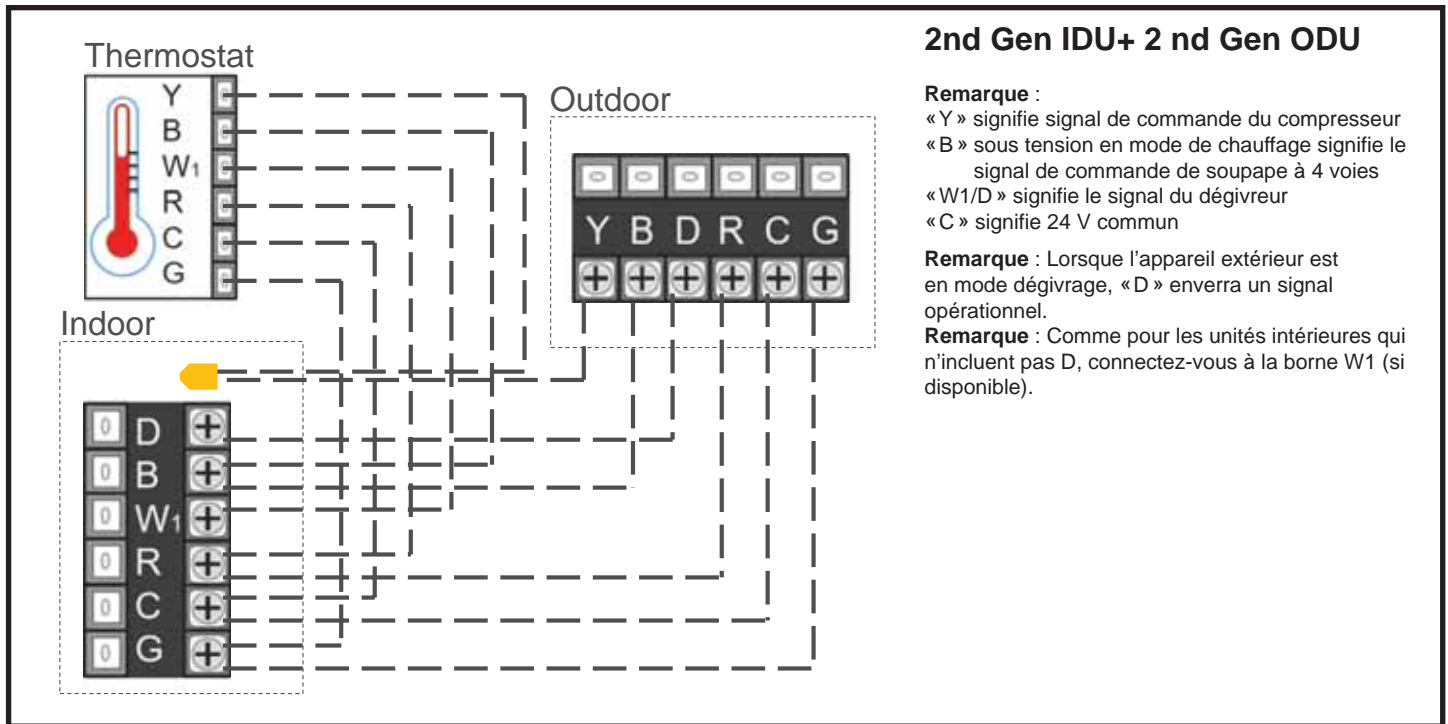 2nd Gen IDU+ 2 nd Gen ODU
Thermostat
Y
B
W1
R
C
G
Outdoor
Y B D R C G
Indoor
D
B
W1
R
C
G
Remarque :
«Y» signifie signal de commande du compresseur
«B» sous tension en mode de chauffage signifie le
signal de commande de soupape à 4 voies
«W1/D» signifie le signal du dégivreur
«C» signifie 24 V commun
Remarque : Lorsque l'appareil extérieur est
en mode dégivrage, «D» enverra un signal
opérationnel.
Remarque : Comme pour les unités intérieures qui
n'incluent pas D, connectez-vous à la borne W1 (si
disponible).